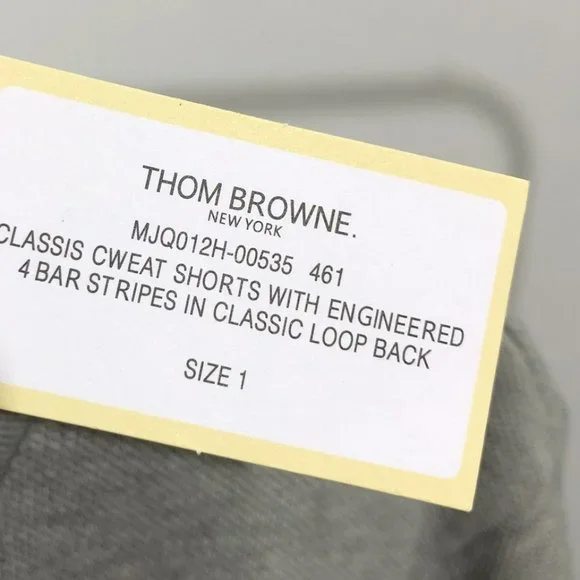 THOM BROWNE.
NEW YORK
MJQ012H-00535 461
CLASSIS CWEAT SHORTS WITH ENGINEERED
4 BAR STRIPES IN CLASSIC LOOP BACK
SIZE 1